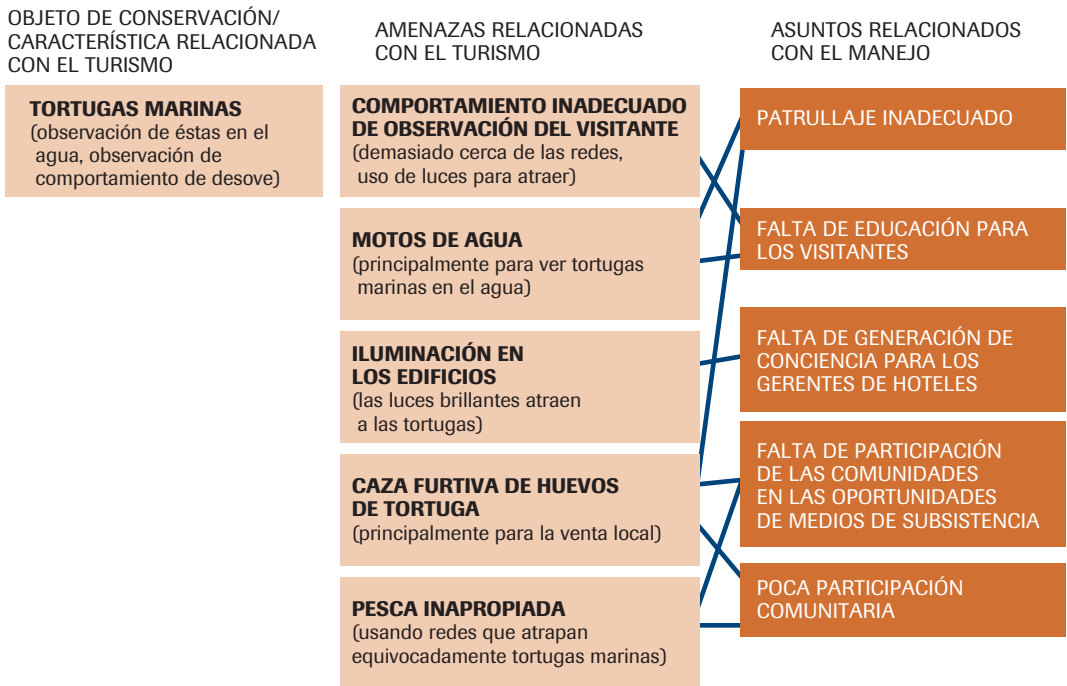 OBJETO DE CONSERVACIÓN/
CARACTERÍSTICA RELACIONADA
CON EL TURISMO
TORTUGAS MARINAS
(observación de éstas en el
agua, observación de
comportamiento de desove)
AMENAZAS RELACIONADAS
CON EL TURISMO
COMPORTAMIENTO INADECUADO
DE OBSERVACIÓN DEL VISITANTE
(demasiado cerca de las redes,
uso de luces para atraer)
MOTOS DE AGUA
(principalmente para ver tortugas
marinas en el agua)
ILUMINACIÓN EN
LOS EDIFICIOS
(las luces brillantes atraen
a las tortugas)
CAZA FURTIVA DE HUEVOS
DE TORTUGA
(principalmente para la venta local)
PESCA INAPROPIADA
(usando redes que atrapan
equivocadamente tortugas marinas)
ASUNTOS RELACIONADOS
CON EL MANEJO
PATRULLAJE INADECUADO
FALTA DE EDUCACIÓN PARA
LOS VISITANTES
FALTA DE GENERACIÓN DE
CONCIENCIA PARA LOS
GERENTES DE HOTELES
FALTA DE PARTICIPACIÓN
DE LAS COMUNIDADES
EN LAS OPORTUNIDADES
DE MEDIOS DE SUBSISTENCIA
POCA PARTICIPACIÓN
COMUNITARIA